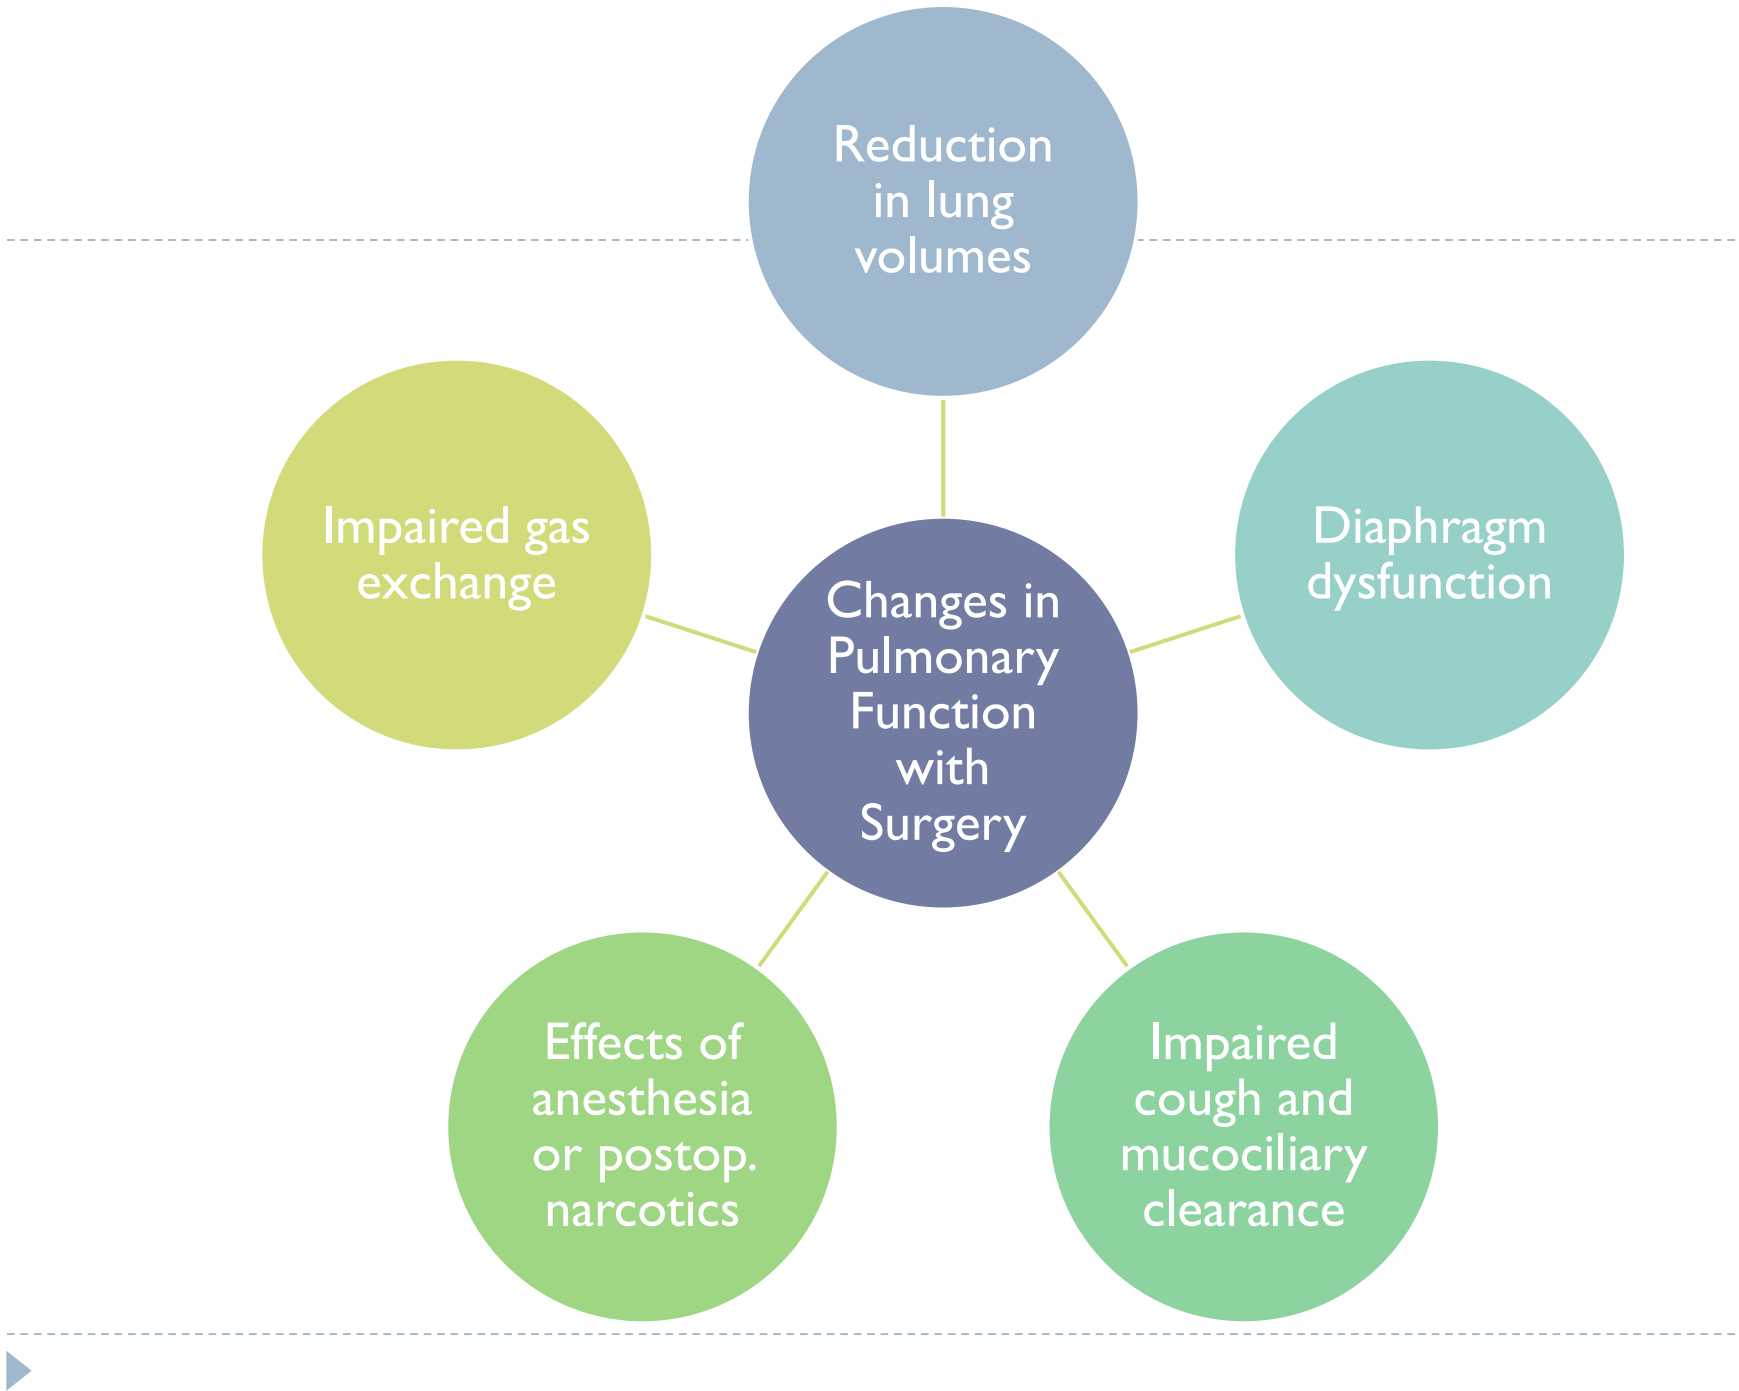 Reduction
in lung
volumes
Impaired gas
exchange
Diaphragm
dysfunction
Changes in
Pulmonary
Function
with
Surgery
Effects of
anesthesia
or postop.
narcotics
Impaired
cough and
mucociliary
clearance